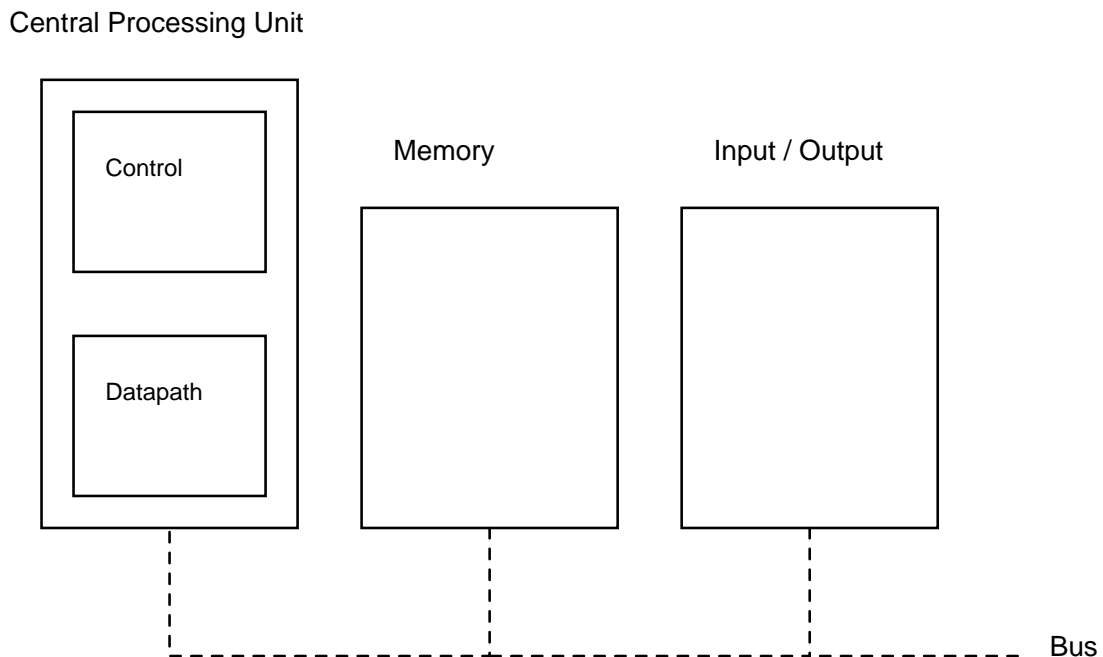 Central Processing Unit
Control
Memory
Input / Output
Datapath
Bus